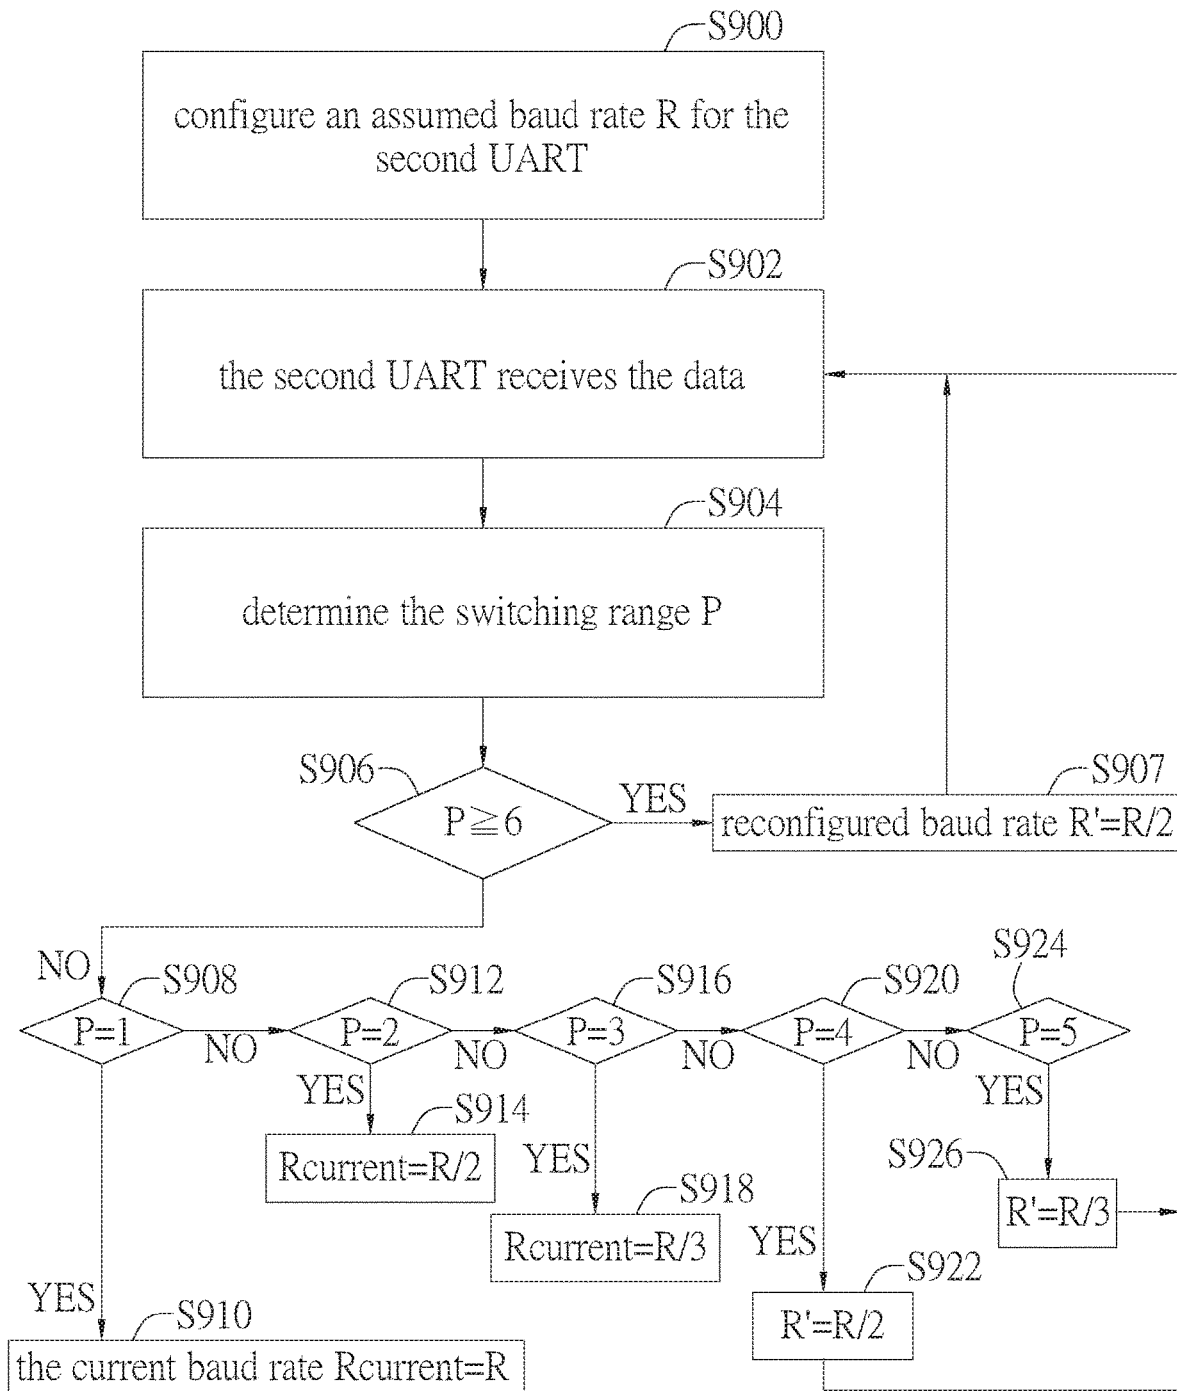 S900
configure an assumed baud rate R for the
second UART
S902
the second UART receives the data
S904
determine the switching range P
S906
P≧6
YES
S907
reconfigured baud rate R'=R/2
NO
S908
P=1
NO
S912
P=2
NO
S916
P=3
NO
S920
P=4
NO
S924
P=5
YES
S914
Rcurrent=R/2
YES
S918
Rcurrent=R/3
YES
S922
R'=R/2
YES
S926
R'=R/3
YES
S910
the current baud rate Rcurrent=R